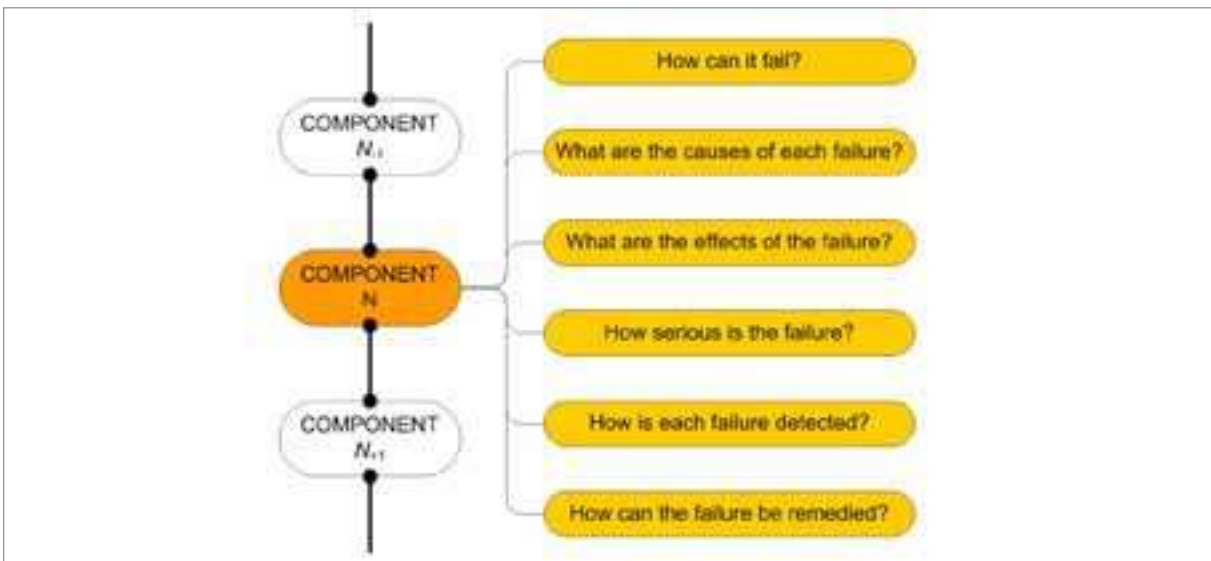 COMPONENT
N-1
COMPONENT
N
COMPONENT
N+1
How can it fail?
What are the causes of each failure?
What are the effects of the failure?
How serious is the failure?
How is each failure detected?
How can the failure be remedied?